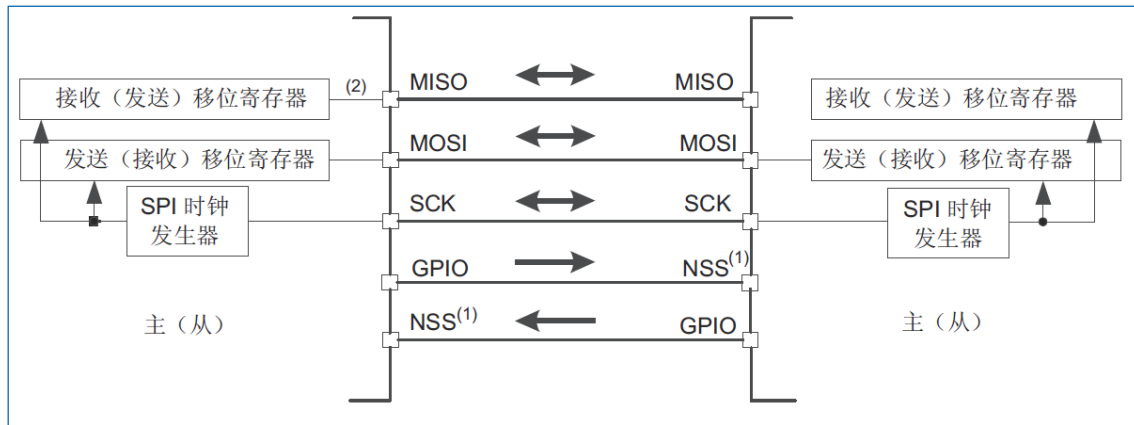 (2)
MISO MISO
接收（发送）移位寄存器 接收（发送）移位寄存器
MOSI MOSI
发送（接收）移位寄存器 发送（接收）移位寄存器
SPI 时钟
发生器
SCK SCK
SPI 时钟
发生器
GPIO NSS(1)
主（从） 主（从）
NSS(1) GPIO